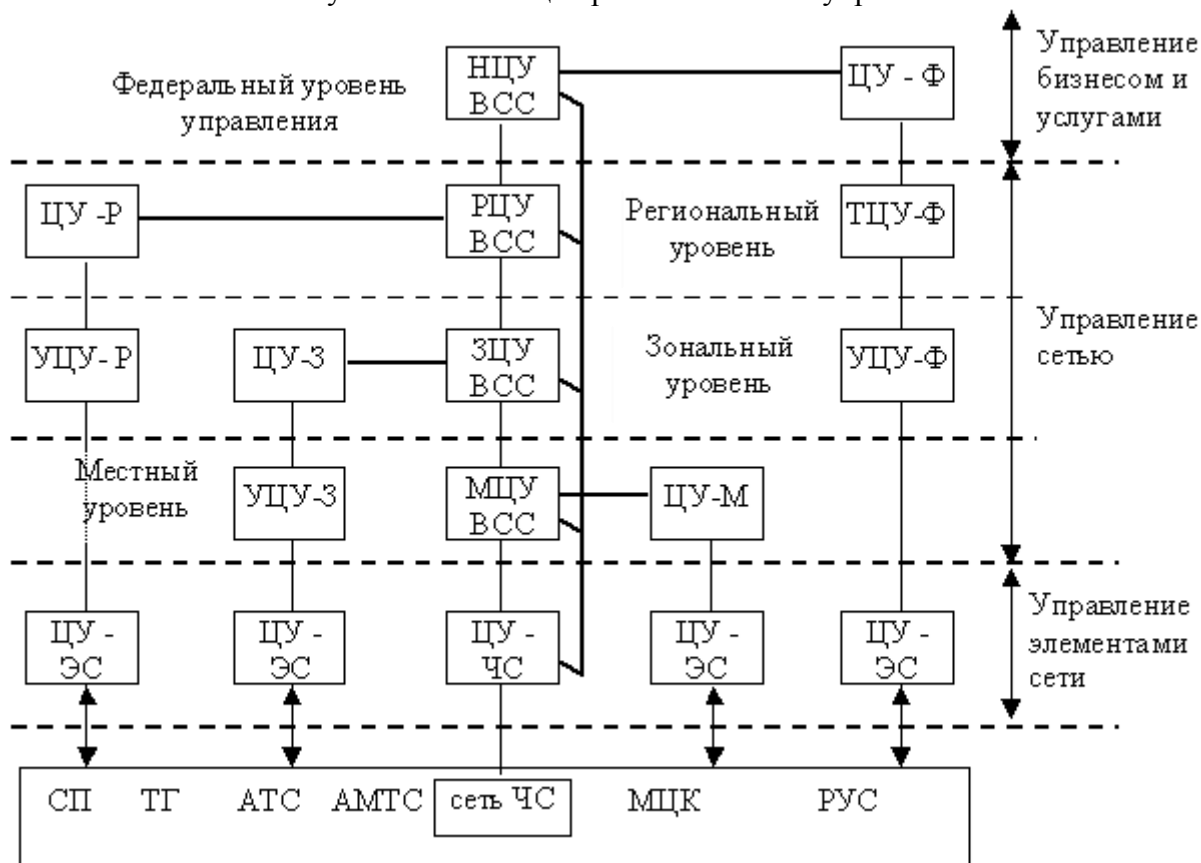 Управление
бизнесом и
услугами
НЦУ
ВСС
ЦУ - Ф
Федеральный уровень
управления
ЦУ -Р
РЦУ
ВСС
Региональный
уровень
ТЦУ-Ф
Управление
сетью
УЦУ- Р
ЦУ-З
ЗЦУ
ВСС
Зональный
уровень
УЦУ-Ф
Местный
уровень
УЦУ-З
МЦУ
ВСС
ЦУ-М
Управление
элементами
сети
ЦУ -
ЭС
ЦУ -
ЭС
ЦУ -
ЧС
ЦУ -
ЭС
ЦУ -
ЭС
СП ТГ АТС АМТС сеть ЧС МЦК РУС